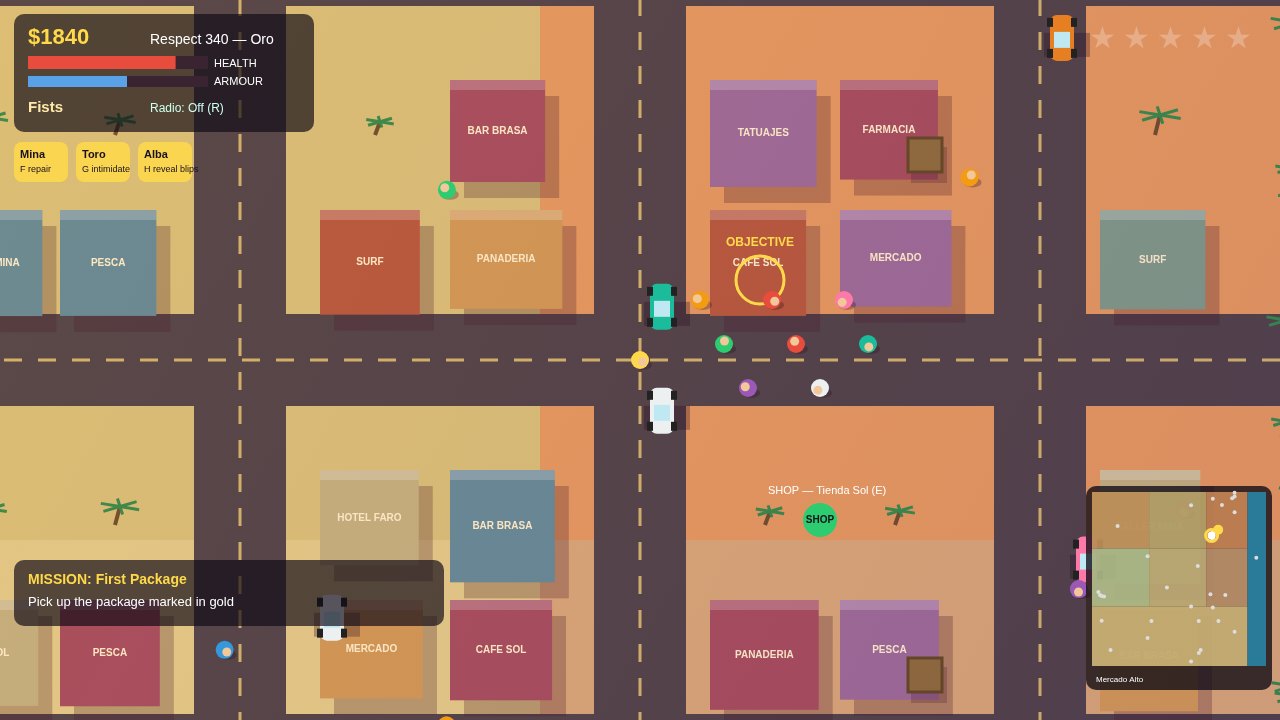 $1840
Respect 340 — Oro
HEALTH
ARMOUR
Fists
Radio: Off (R)
Mina
F repair
Toro
G intimidate
Alba
H reveal blips
BAR BRASA
TATUAJES
FARMACIA
MINA
PESCA
SURF
PANADERIA
OBJECTIVE
CAFE SOL
MERCADO
SURF
SHOP — Tienda Sol (E)
SHOP
HOTEL FARO
BAR BRASA
MISSION: First Package
Pick up the package marked in gold
OL
PESCA
MERCADO
CAFE SOL
PANADERIA
PESCA
Mercado Alto